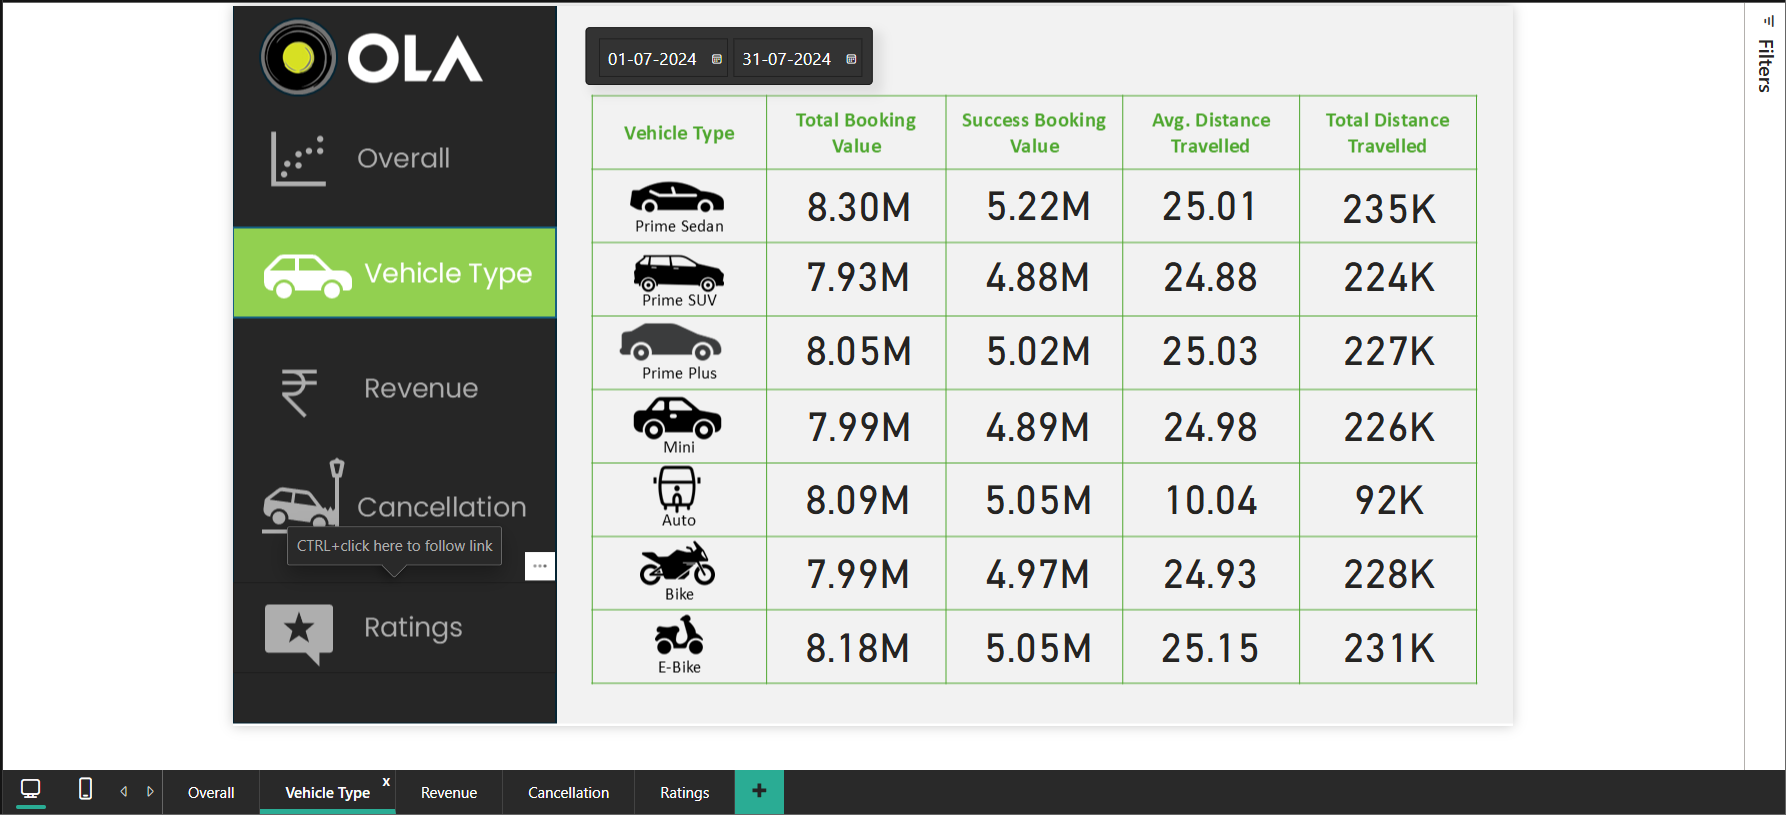 OLA
Overall
Vehicle Type
Revenue
Cancellation
CTRL+click here to follow link
Ratings
01-07-2024 31-07-2024
Vehicle Type
Total Booking
Value
Success Booking
Value
Avg. Distance
Travelled
Total Distance
Travelled
Prime Sedan 8.30M 5.22M 25.01 235K
Prime SUV 7.93M 4.88M 24.88 224K
Prime Plus 8.05M 5.02M 25.03 227K
Mini 7.99M 4.89M 24.98 226K
Auto 8.09M 5.05M 10.04 92K
Bike 7.99M 4.97M 24.93 228K
E-Bike 8.18M 5.05M 25.15 231K
Filters
Overall Vehicle Type x Revenue Cancellation Ratings +